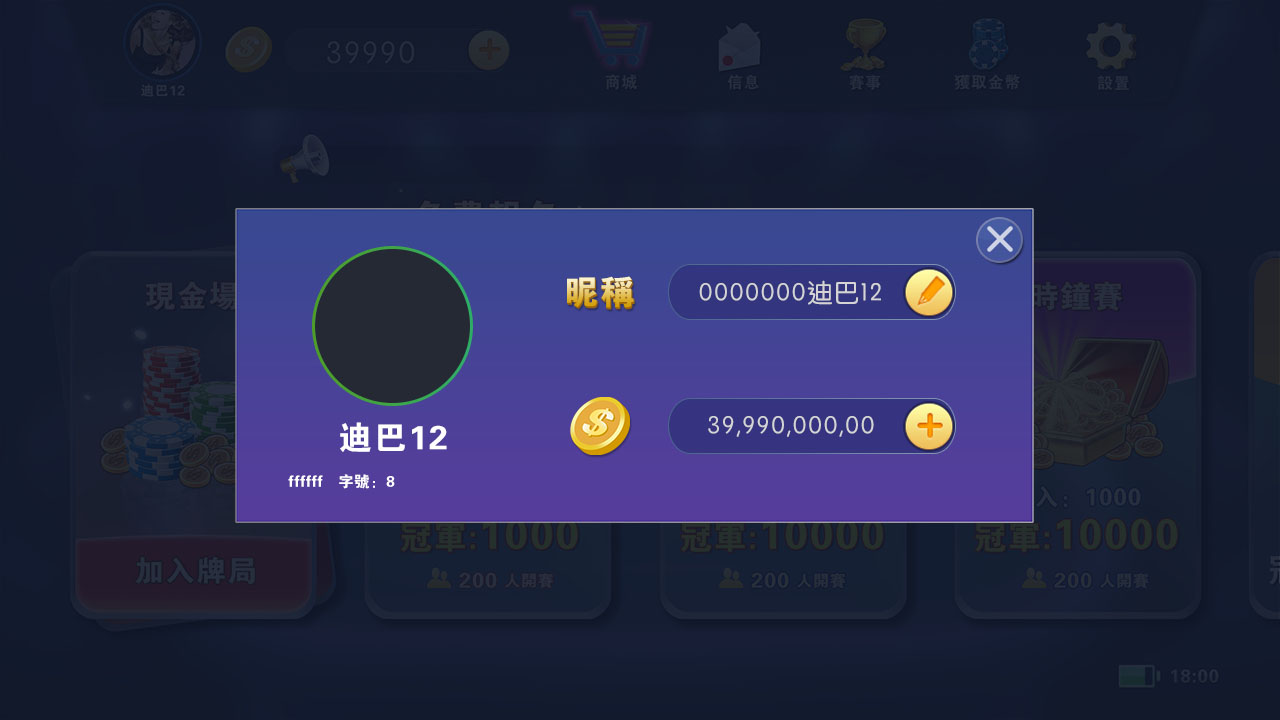 39990
迪巴12
商城
信息
賽事
獲取金幣
設置
昵稱
0000000迪巴12
39,990,000,00
迪巴12
ffffff 字號：8
現金場
時鐘賽
入：1000
冠軍:1000
冠軍:10000
冠軍:10000
加入牌局
200 人開賽
200 人開賽
200 人開賽
18:00